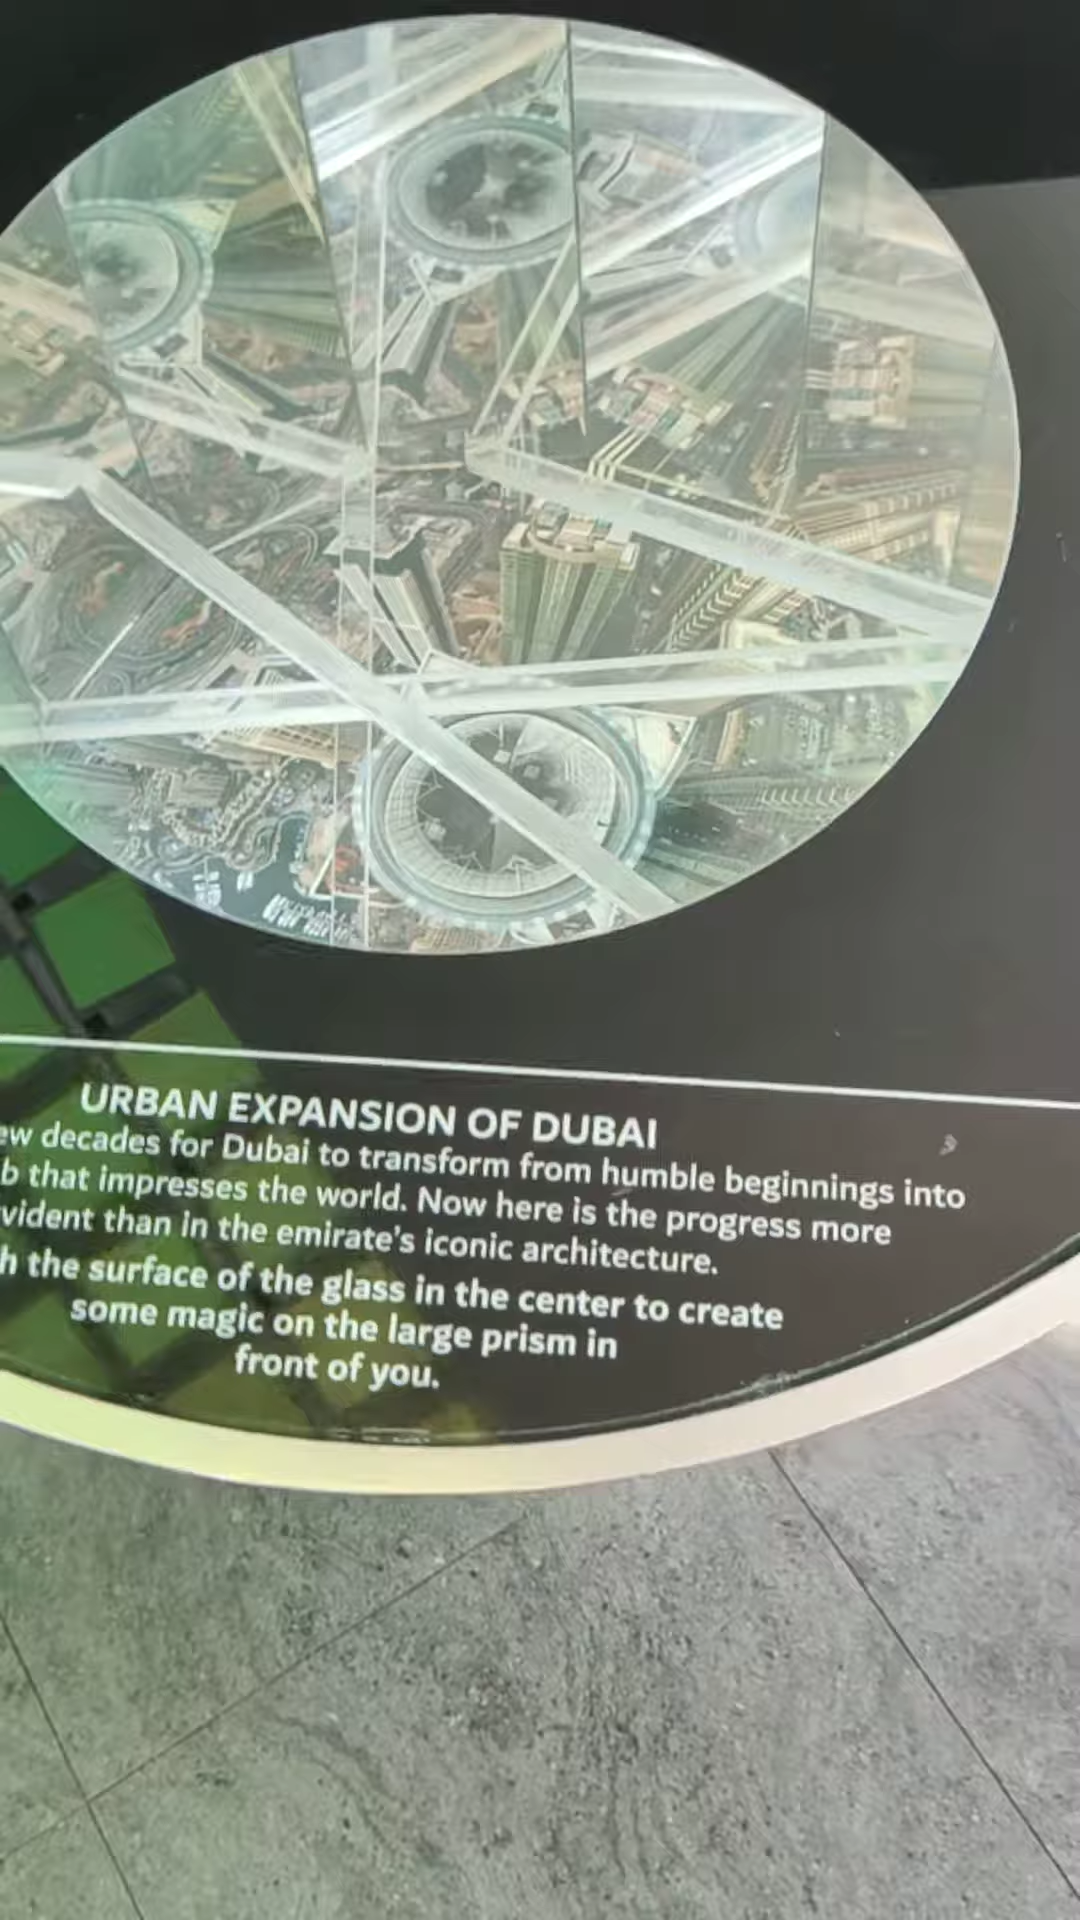 URBAN EXPANSION OF DUBAI
ew decades for Dubai to transform from humble beginnings into
b that impresses the world. Now here is the progress more
vident than in the emirate's iconic architecture.
h the surface of the glass in the center to create
some magic on the large prism in
front of you.